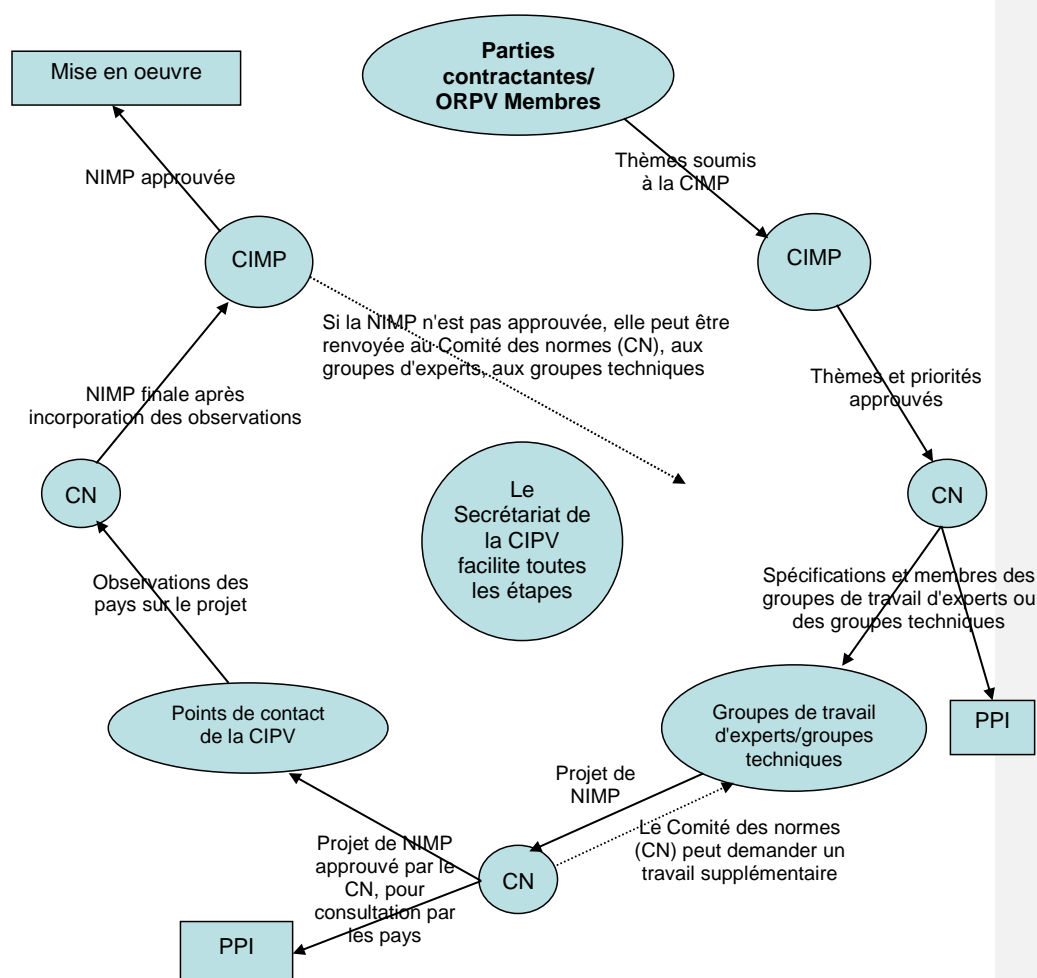 Mise en oeuvre
Parties
contractantes/
ORPV Membres
Thèmes soumis
à la CIMP
NIMP approuvée
CIMP
CIMP
Si la NIMP n'est pas approuvée, elle peut être
renvoyée au Comité des normes (CN), aux
groupes d'experts, aux groupes techniques
Thèmes et priorités
approuvés
NIMP finale après
incorporation des observations
CN
Le
Secrétariat de
la CIPV
facilite toutes
les étapes
CN
Observations des
pays sur le projet
Spécifications et membres des
groupes de travail d'experts ou
des groupes techniques
Points de contact
de la CIPV
Groupes de travail
d'experts/groupes
techniques
PPI
Projet de
NIMP
Le Comité des normes
(CN) peut demander un
travail supplémentaire
Projet de NIMP
approuvé par le
CN, pour
consultation par
les pays
CN
PPI